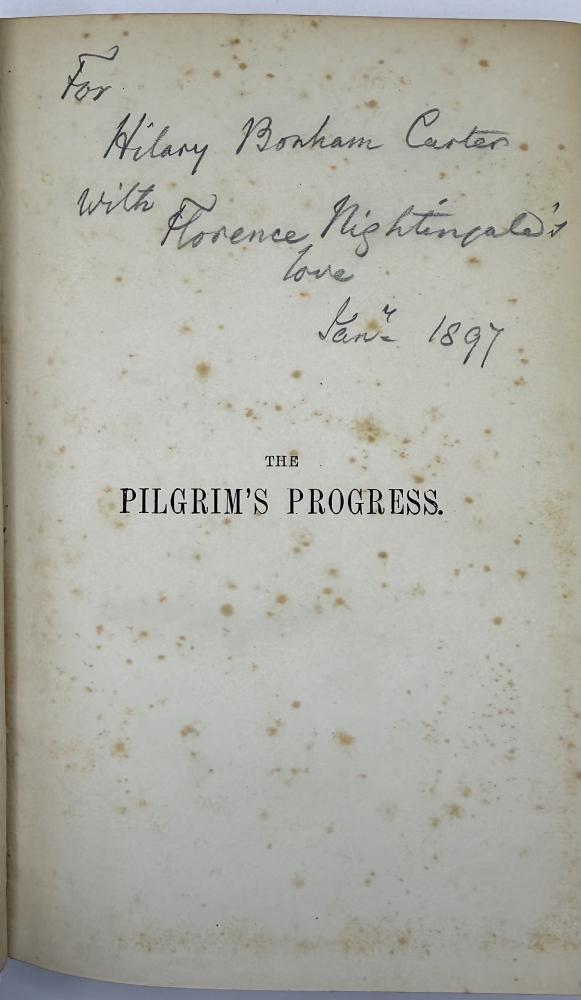 For
Hilary Bonham Carter
with
Florence Nightingale's
love
Jany 1897
THE
PILGRIM'S PROGRESS.